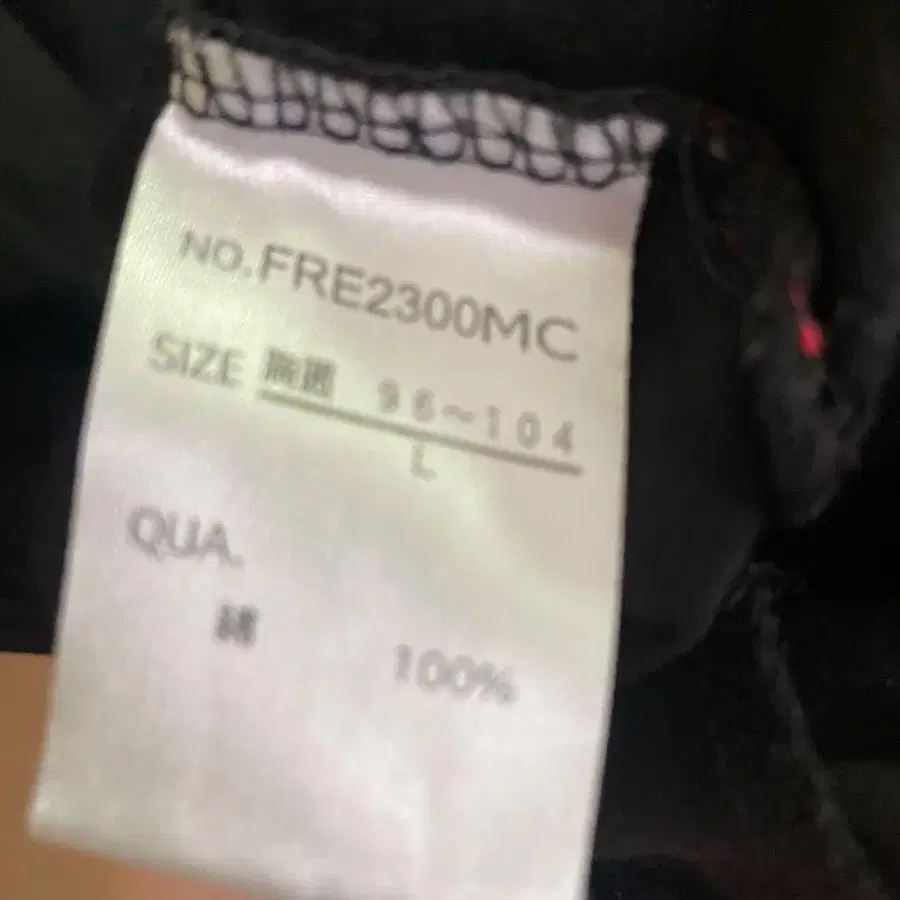 NO.FRE2300MC
SIZE 胸囲 96~104
L
QUA.
綿 100%